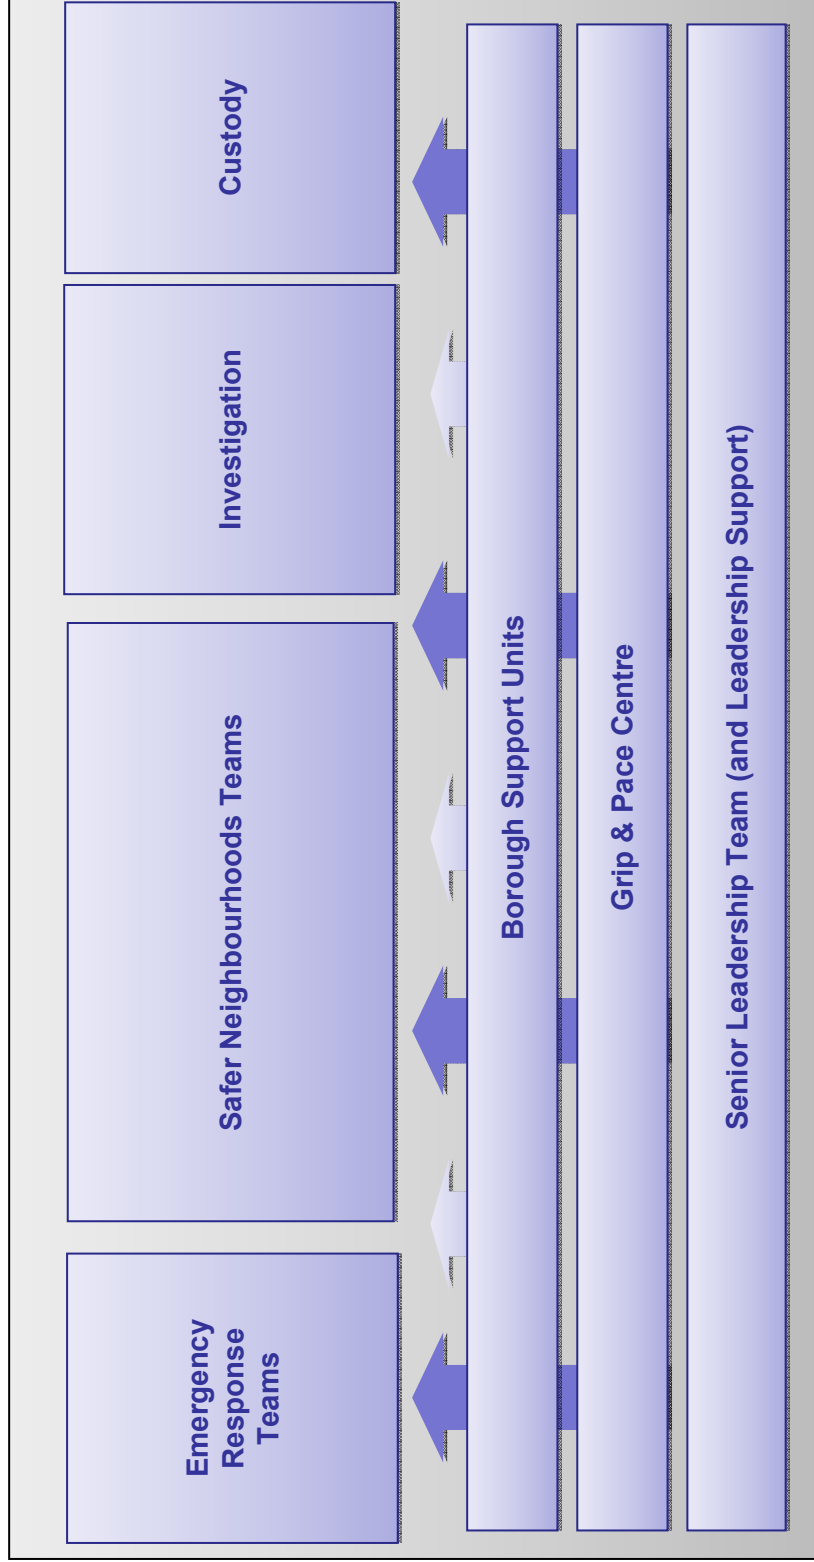 Emergency
Response
Teams
Safer Neighbourhoods Teams
Investigation
Custody
Borough Support Units
Grip & Pace Centre
Senior Leadership Team (and Leadership Support)